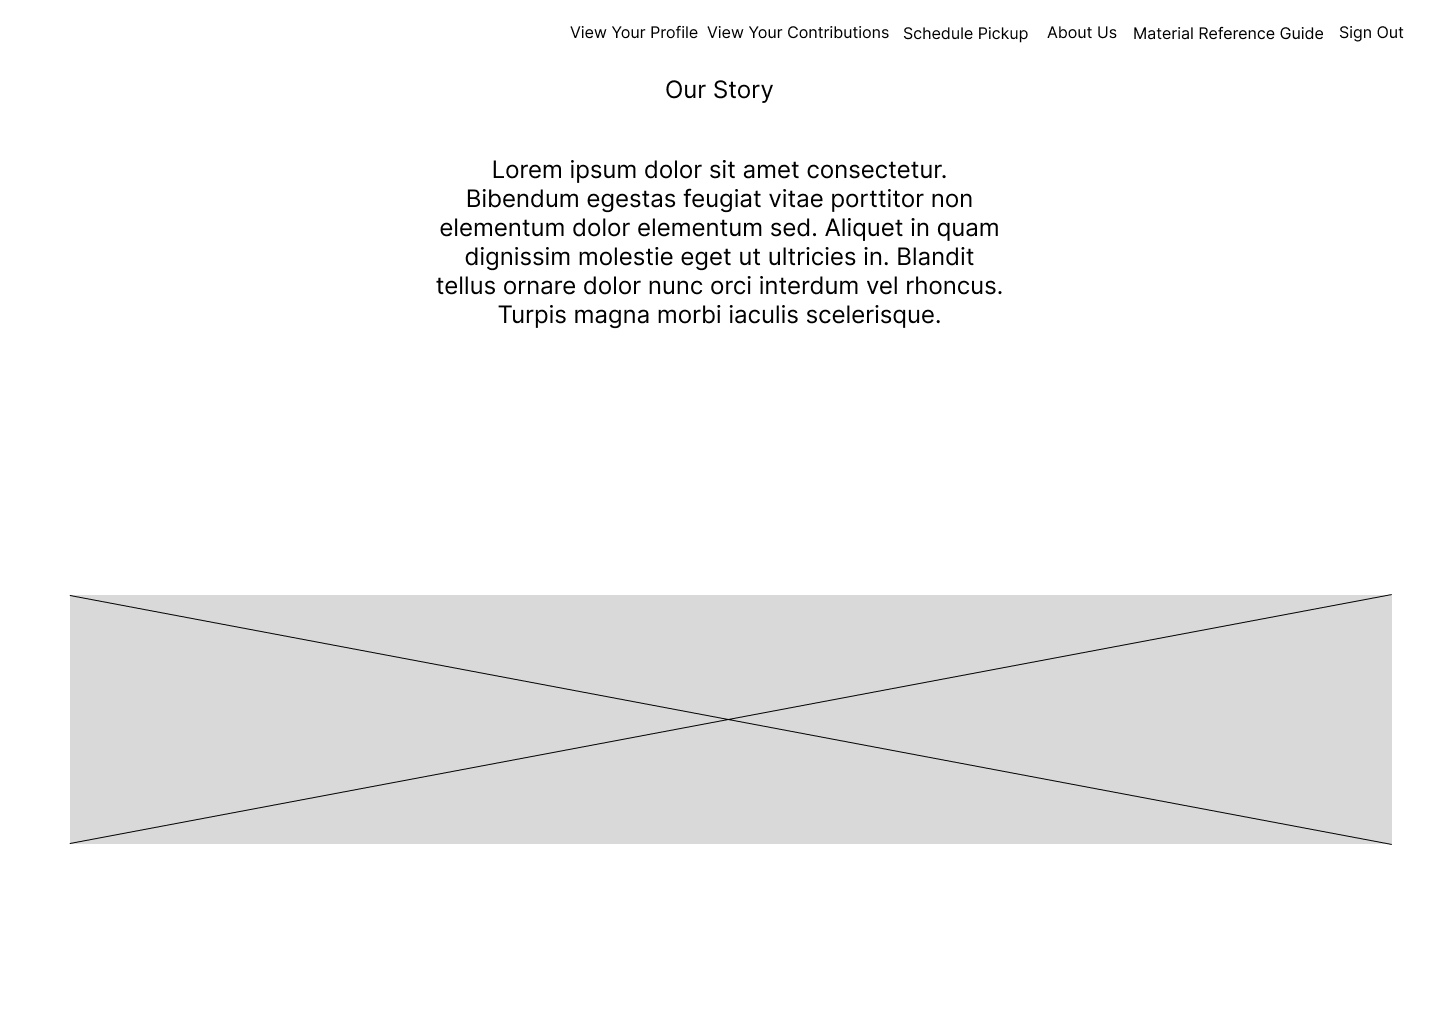 View Your Profile View Your Contributions Schedule Pickup About Us Material Reference Guide Sign Out
Our Story
Lorem ipsum dolor sit amet consectetur.
Bibendum egestas feugiat vitae porttitor non
elementum dolor elementum sed. Aliquet in quam
dignissim molestie eget ut ultricies in. Blandit
tellus ornare dolor nunc orci interdum vel rhoncus.
Turpis magna morbi iaculis scelerisque.